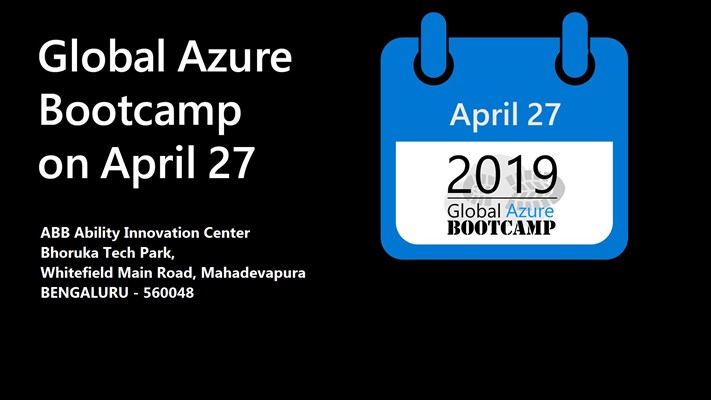 Global Azure
Bootcamp
on April 27
ABB Ability Innovation Center
Bhoruka Tech Park,
Whitefield Main Road, Mahadevapura
BENGALURU - 560048
April 27
2019
Global Azure
BOOTCAMP